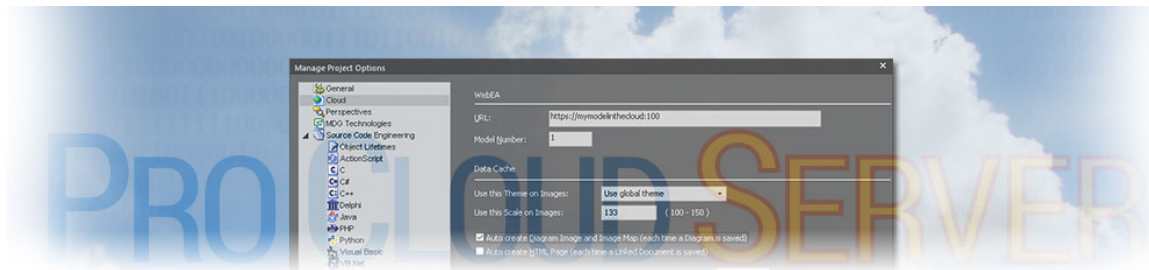 PRO CLOUD SERVER
Manage Project Options
General
Cloud
Perspectives
MDG Technologies
Source Code Engineering
Object Lifetimes
ActionScript
C
C#
C++
Delphi
Java
PHP
Python
Visual Basic
VB Net
WebEA
URL: https://mymodelinthecloud:100
Model Number: 1
Data Cache
Use this Theme on Images: Use global theme
Use this Scale on Images: 133 ( 100 - 150 )
Auto create Diagram Image and Image Map (each time a Diagram is saved)
Auto create HTML Page (each time a Linked Document is saved)